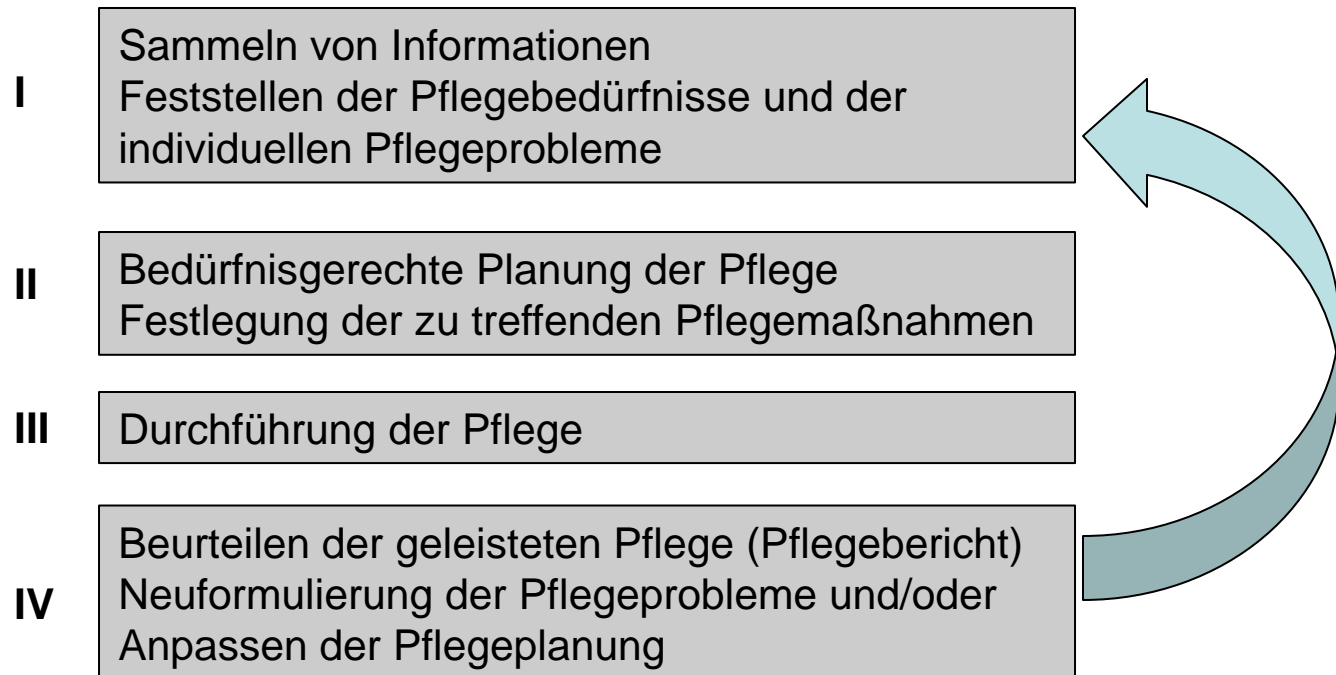 I
Sammeln von Informationen
Feststellen der Pflegebedürfnisse und der
individuellen Pflegeprobleme
II
Bedürfnisgerechte Planung der Pflege
Festlegung der zu treffenden Pflegemaßnahmen
III
Durchführung der Pflege
IV
Beurteilen der geleisteten Pflege (Pflegebericht)
Neuformulierung der Pflegeprobleme und/oder
Anpassen der Pflegeplanung